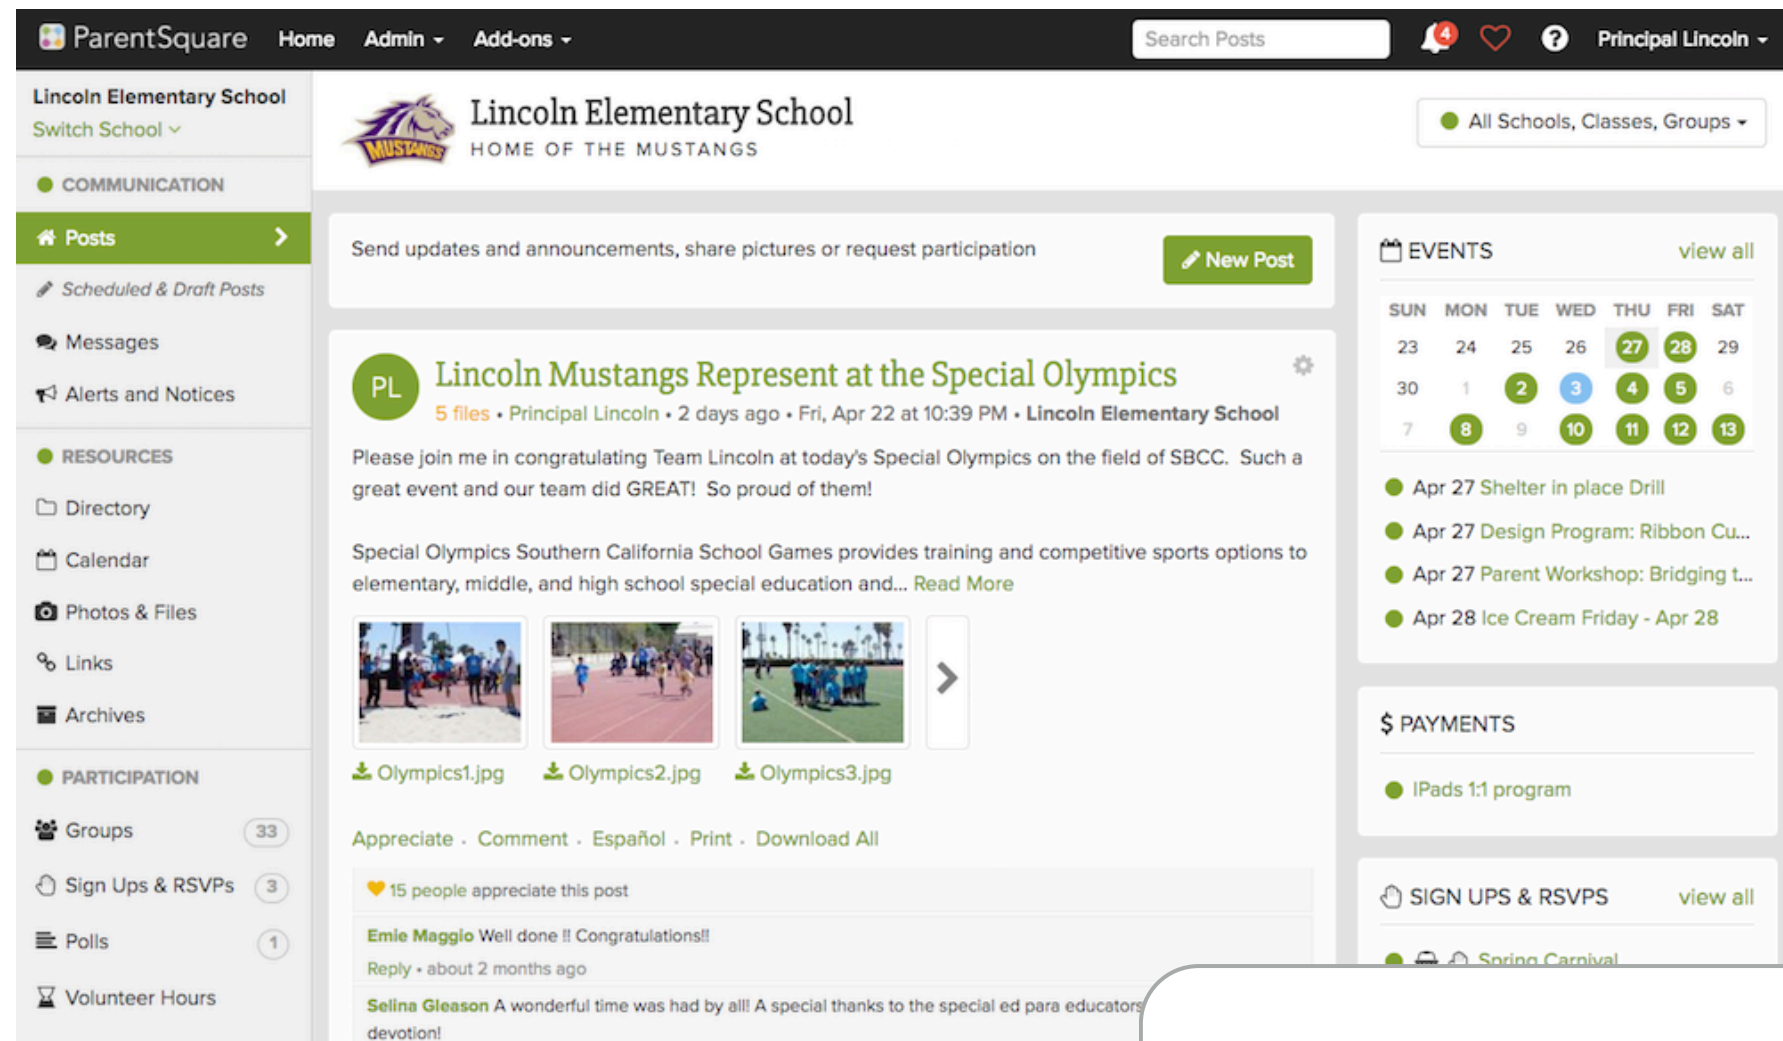 ParentSquare Home Admin Add-ons Search Posts 4 Principal Lincoln
Lincoln Elementary School
Switch School
COMMUNICATION
Posts
Scheduled & Draft Posts
Messages
Alerts and Notices
RESOURCES
Directory
Calendar
Photos & Files
Links
Archives
PARTICIPATION
Groups 33
Sign Ups & RSVPs 3
Polls 1
Volunteer Hours
MUSTANGS
Lincoln Elementary School
HOME OF THE MUSTANGS
All Schools, Classes, Groups
Send updates and announcements, share pictures or request participation
New Post
PL
Lincoln Mustangs Represent at the Special Olympics
5 files • Principal Lincoln • 2 days ago • Fri, Apr 22 at 10:39 PM • Lincoln Elementary School
Please join me in congratulating Team Lincoln at today's Special Olympics on the field of SBCC. Such a
great event and our team did GREAT! So proud of them!
Special Olympics Southern California School Games provides training and competitive sports options to
elementary, middle, and high school special education and... Read More
Olympics1.jpg Olympics2.jpg Olympics3.jpg
Appreciate . Comment . Español . Print . Download All
15 people appreciate this post
Emie Maggio Well done !! Congratulations!!
Reply • about 2 months ago
Selina Gleason A wonderful time was had by all! A special thanks to the special ed para educators
devotion!
EVENTS view all
SUN MON TUE WED THU FRI SAT
23 24 25 26 27 28 29
30 1 2 3 4 5 6
7 8 9 10 11 12 13
Apr 27 Shelter in place Drill
Apr 27 Design Program: Ribbon Cu...
Apr 27 Parent Workshop: Bridging t...
Apr 28 Ice Cream Friday - Apr 28
$ PAYMENTS
IPads 1:1 program
SIGN UPS & RSVPS view all
Spring Carnival